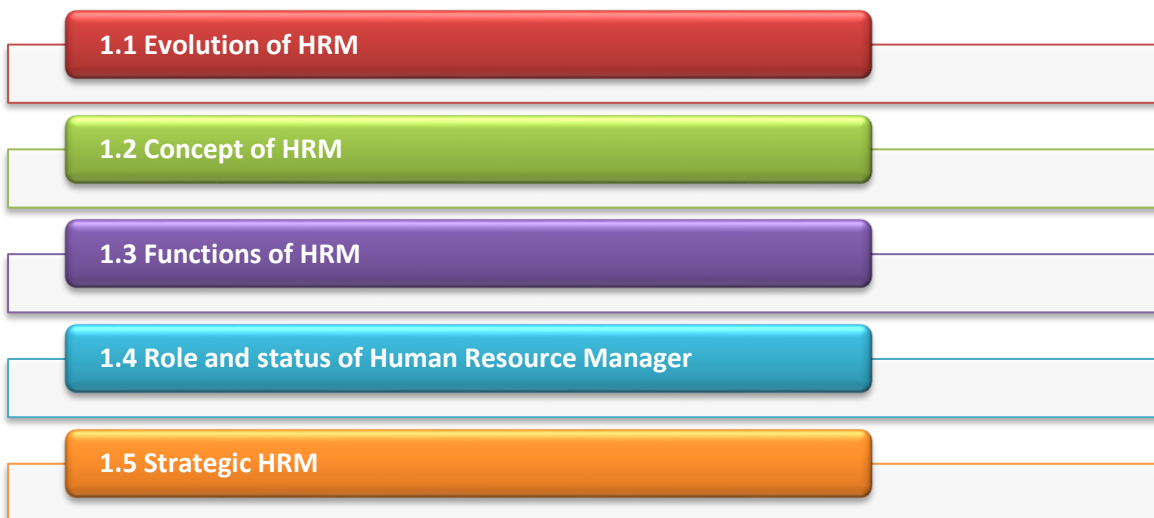 1.1 Evolution of HRM
1.2 Concept of HRM
1.3 Functions of HRM
1.4 Role and status of Human Resource Manager
1.5 Strategic HRM